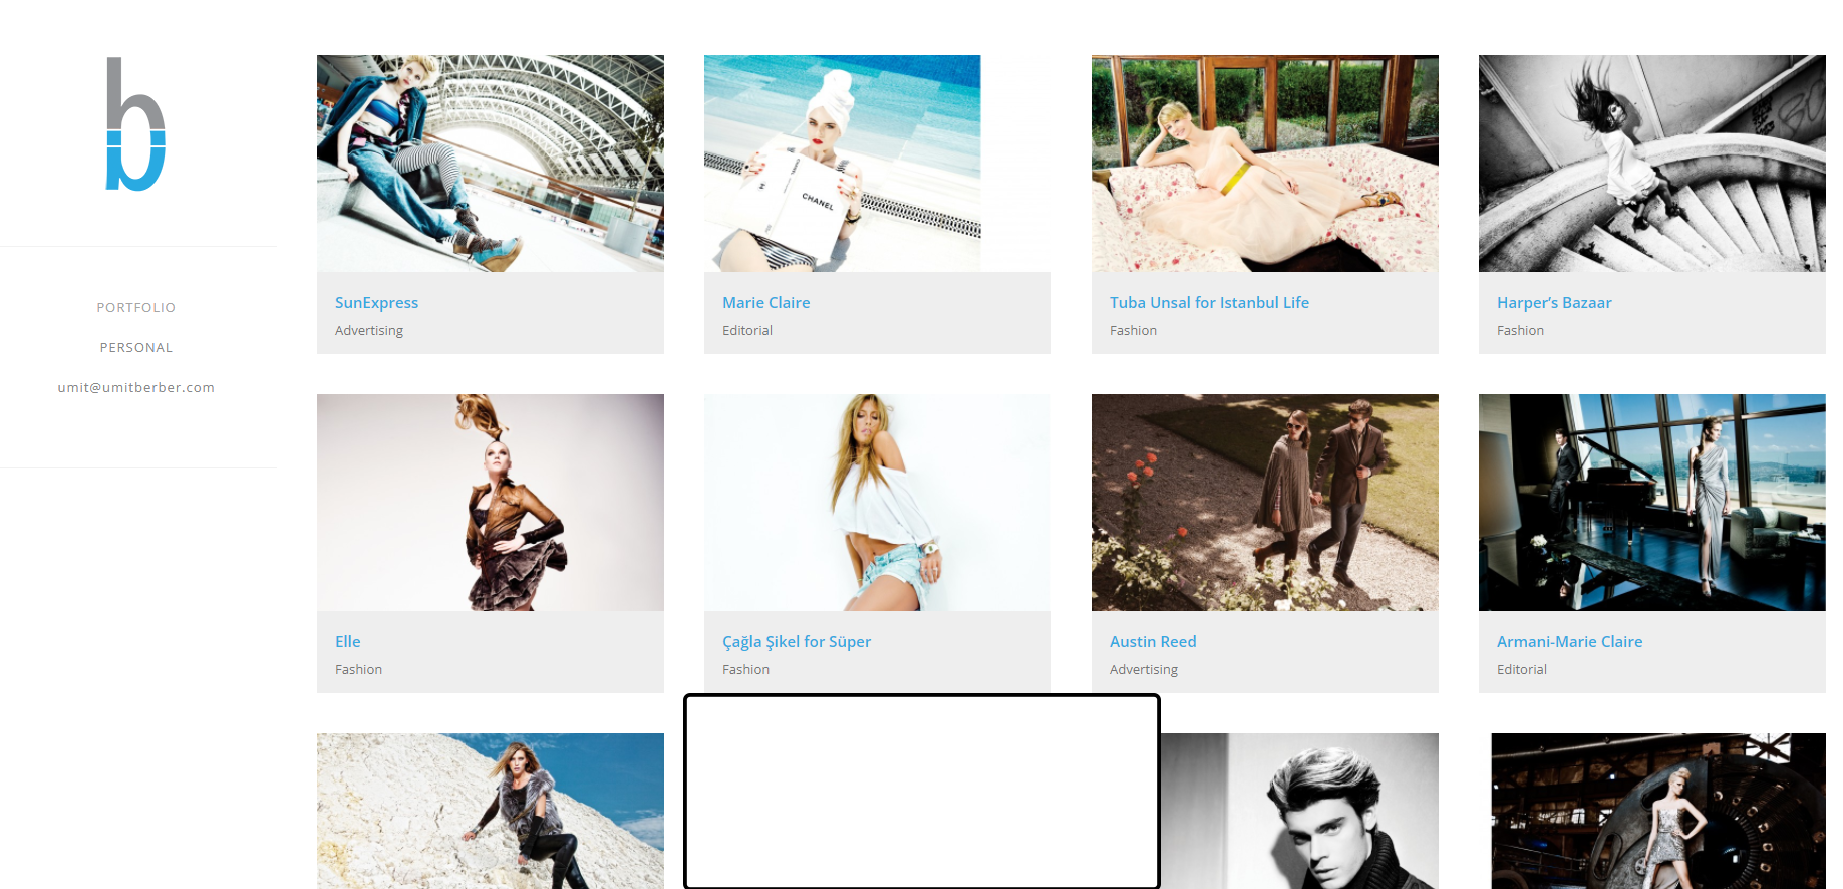 PORTFOLIO
PERSONAL
umit@umitberber.com
CHANEL
SunExpress
Advertising
Marie Claire
Editorial
Tuba Unsal for Istanbul Life
Fashion
Harper's Bazaar
Fashion
Elle
Fashion
Çağla Şikel for Süper
Fashion
Austin Reed
Advertising
Armani-Marie Claire
Editorial